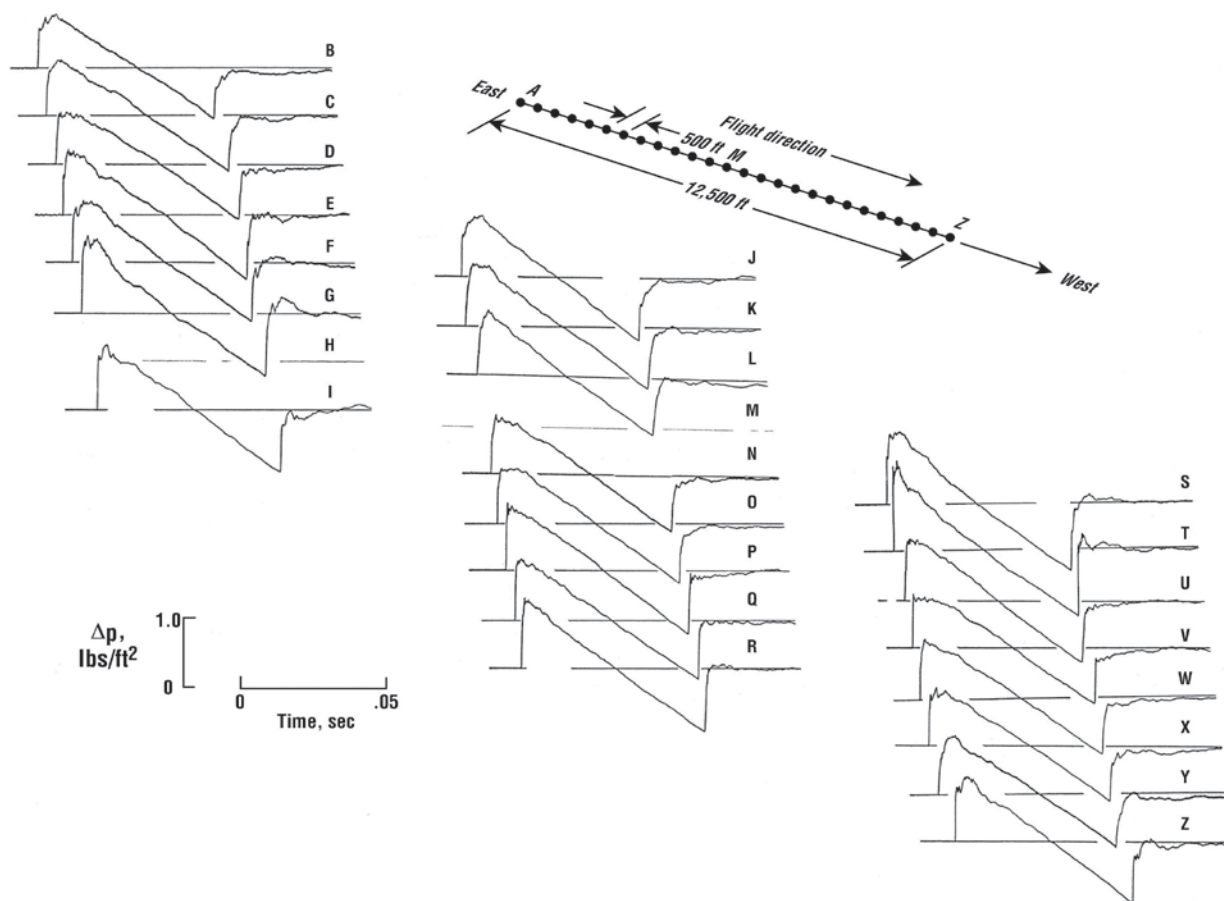 B
C
D
E
F
G
H
I
East
A
500 ft
M
Flight direction
12,500 ft
Z
West
J
K
L
M
N
O
P
Q
R
S
T
U
V
W
X
Y
Z
Δp,
lbs/ft²
1.0
0
0
.05
Time, sec